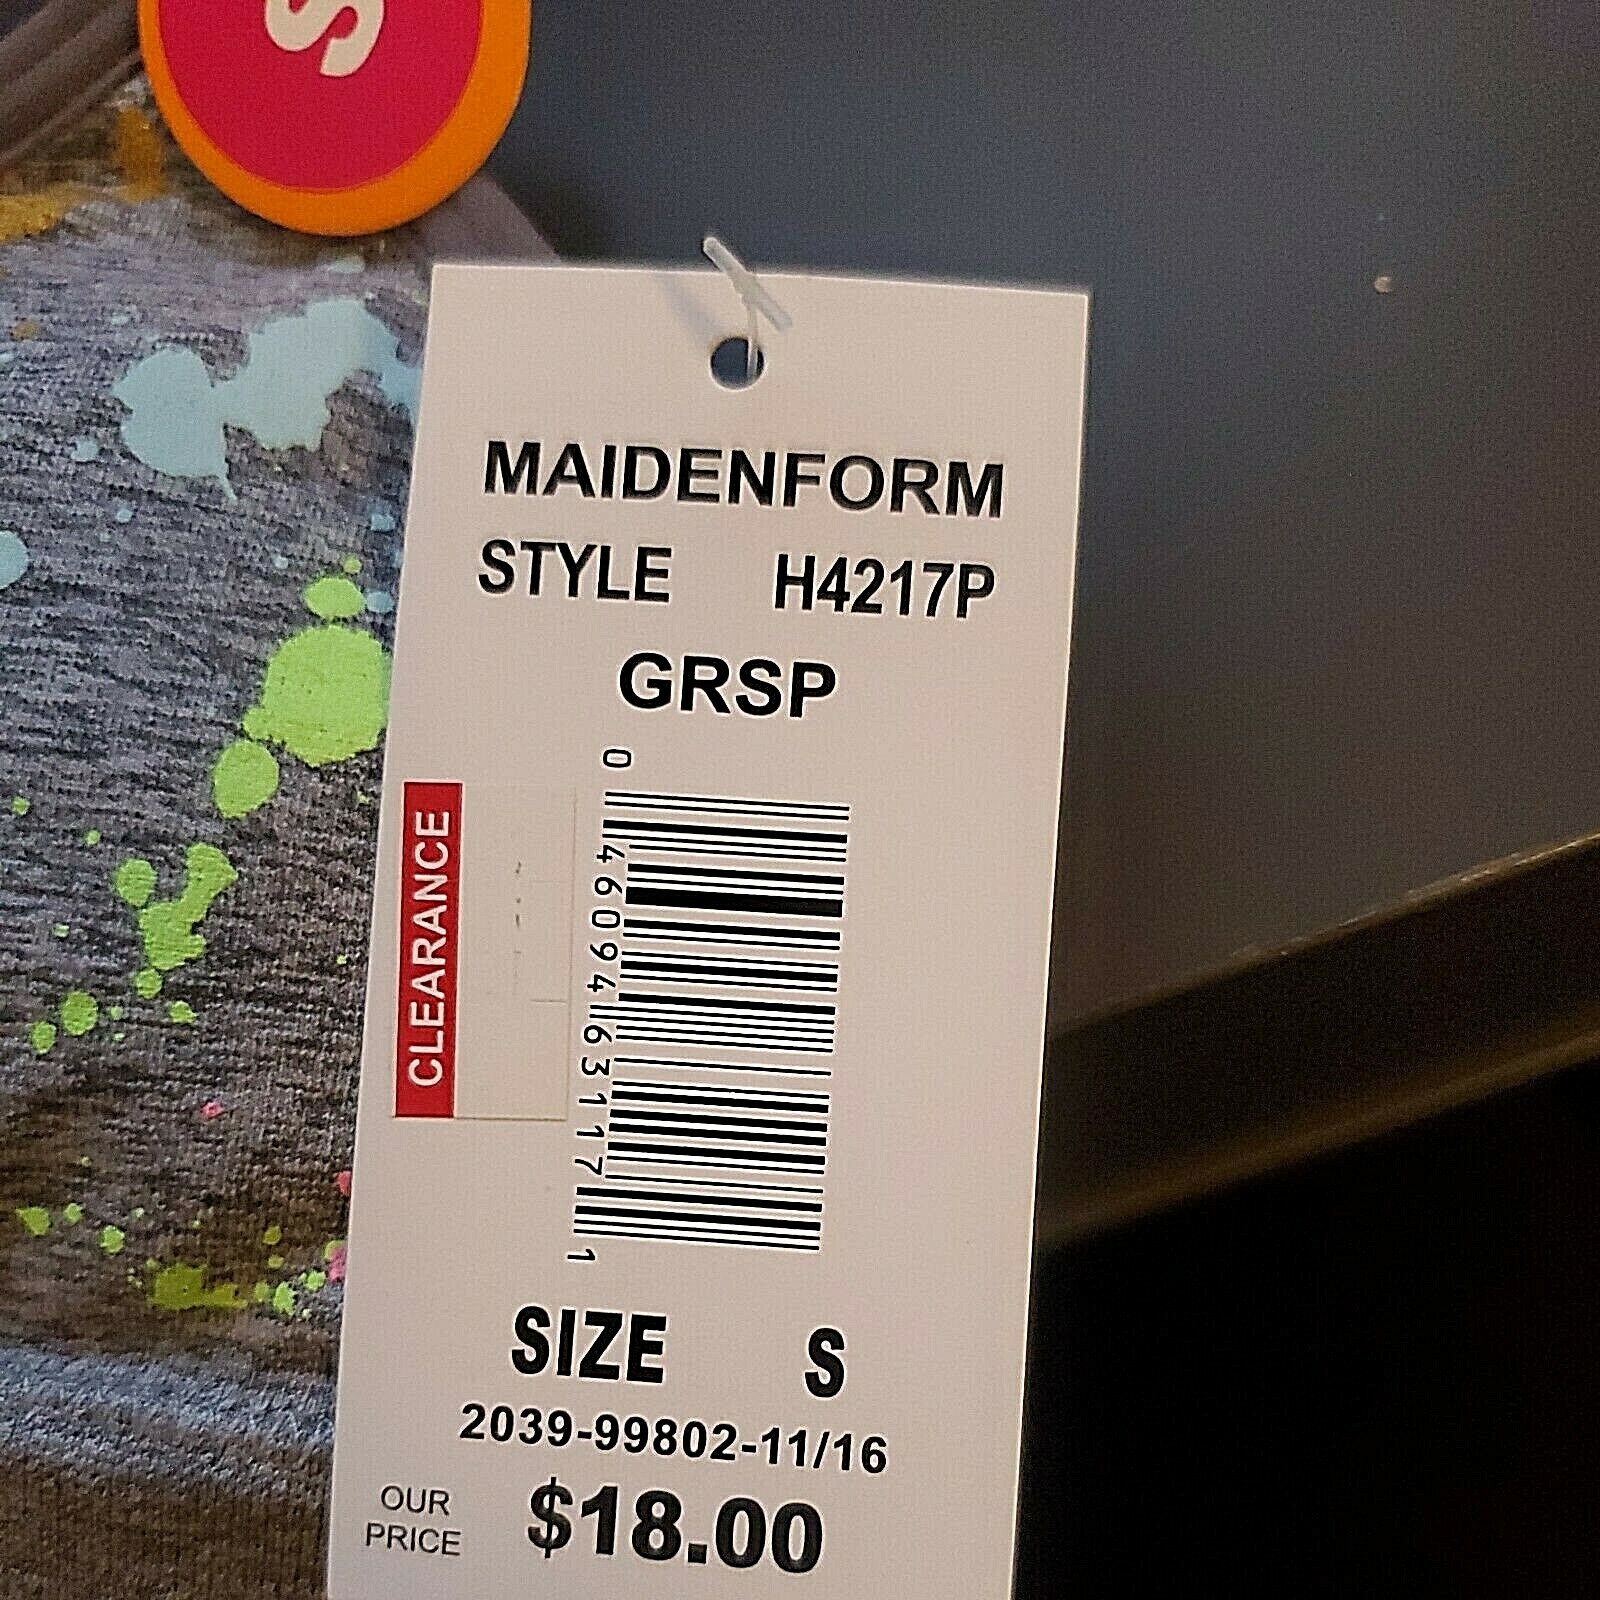 S
MAIDENFORM
STYLE H4217P
GRSP
CLEARANCE
0 46094 63117 1
SIZE S
2039-99802-11/16
OUR PRICE $18.00